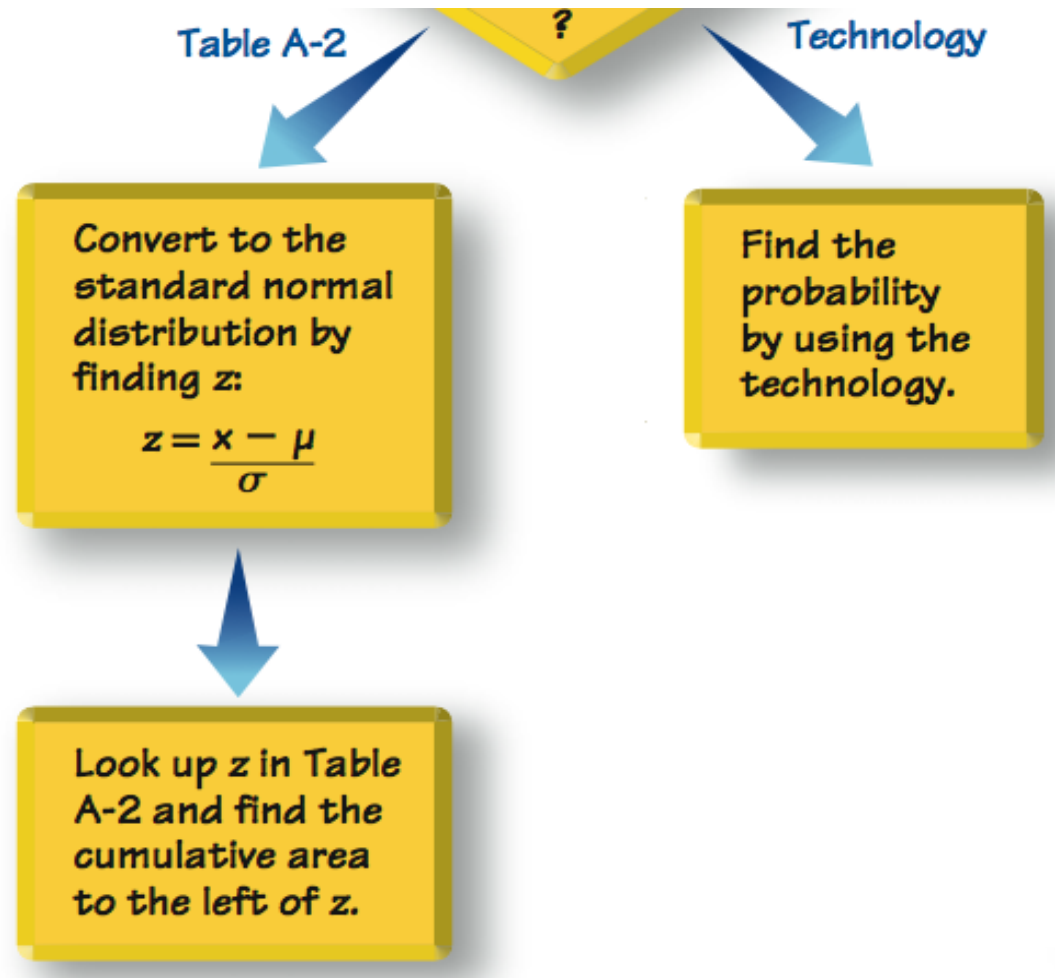 ?
Table A-2
Technology
Convert to the
standard normal
distribution by
finding z:
z = x − μ
σ
Find the
probability
by using the
technology.
Look up z in Table
A-2 and find the
cumulative area
to the left of z.